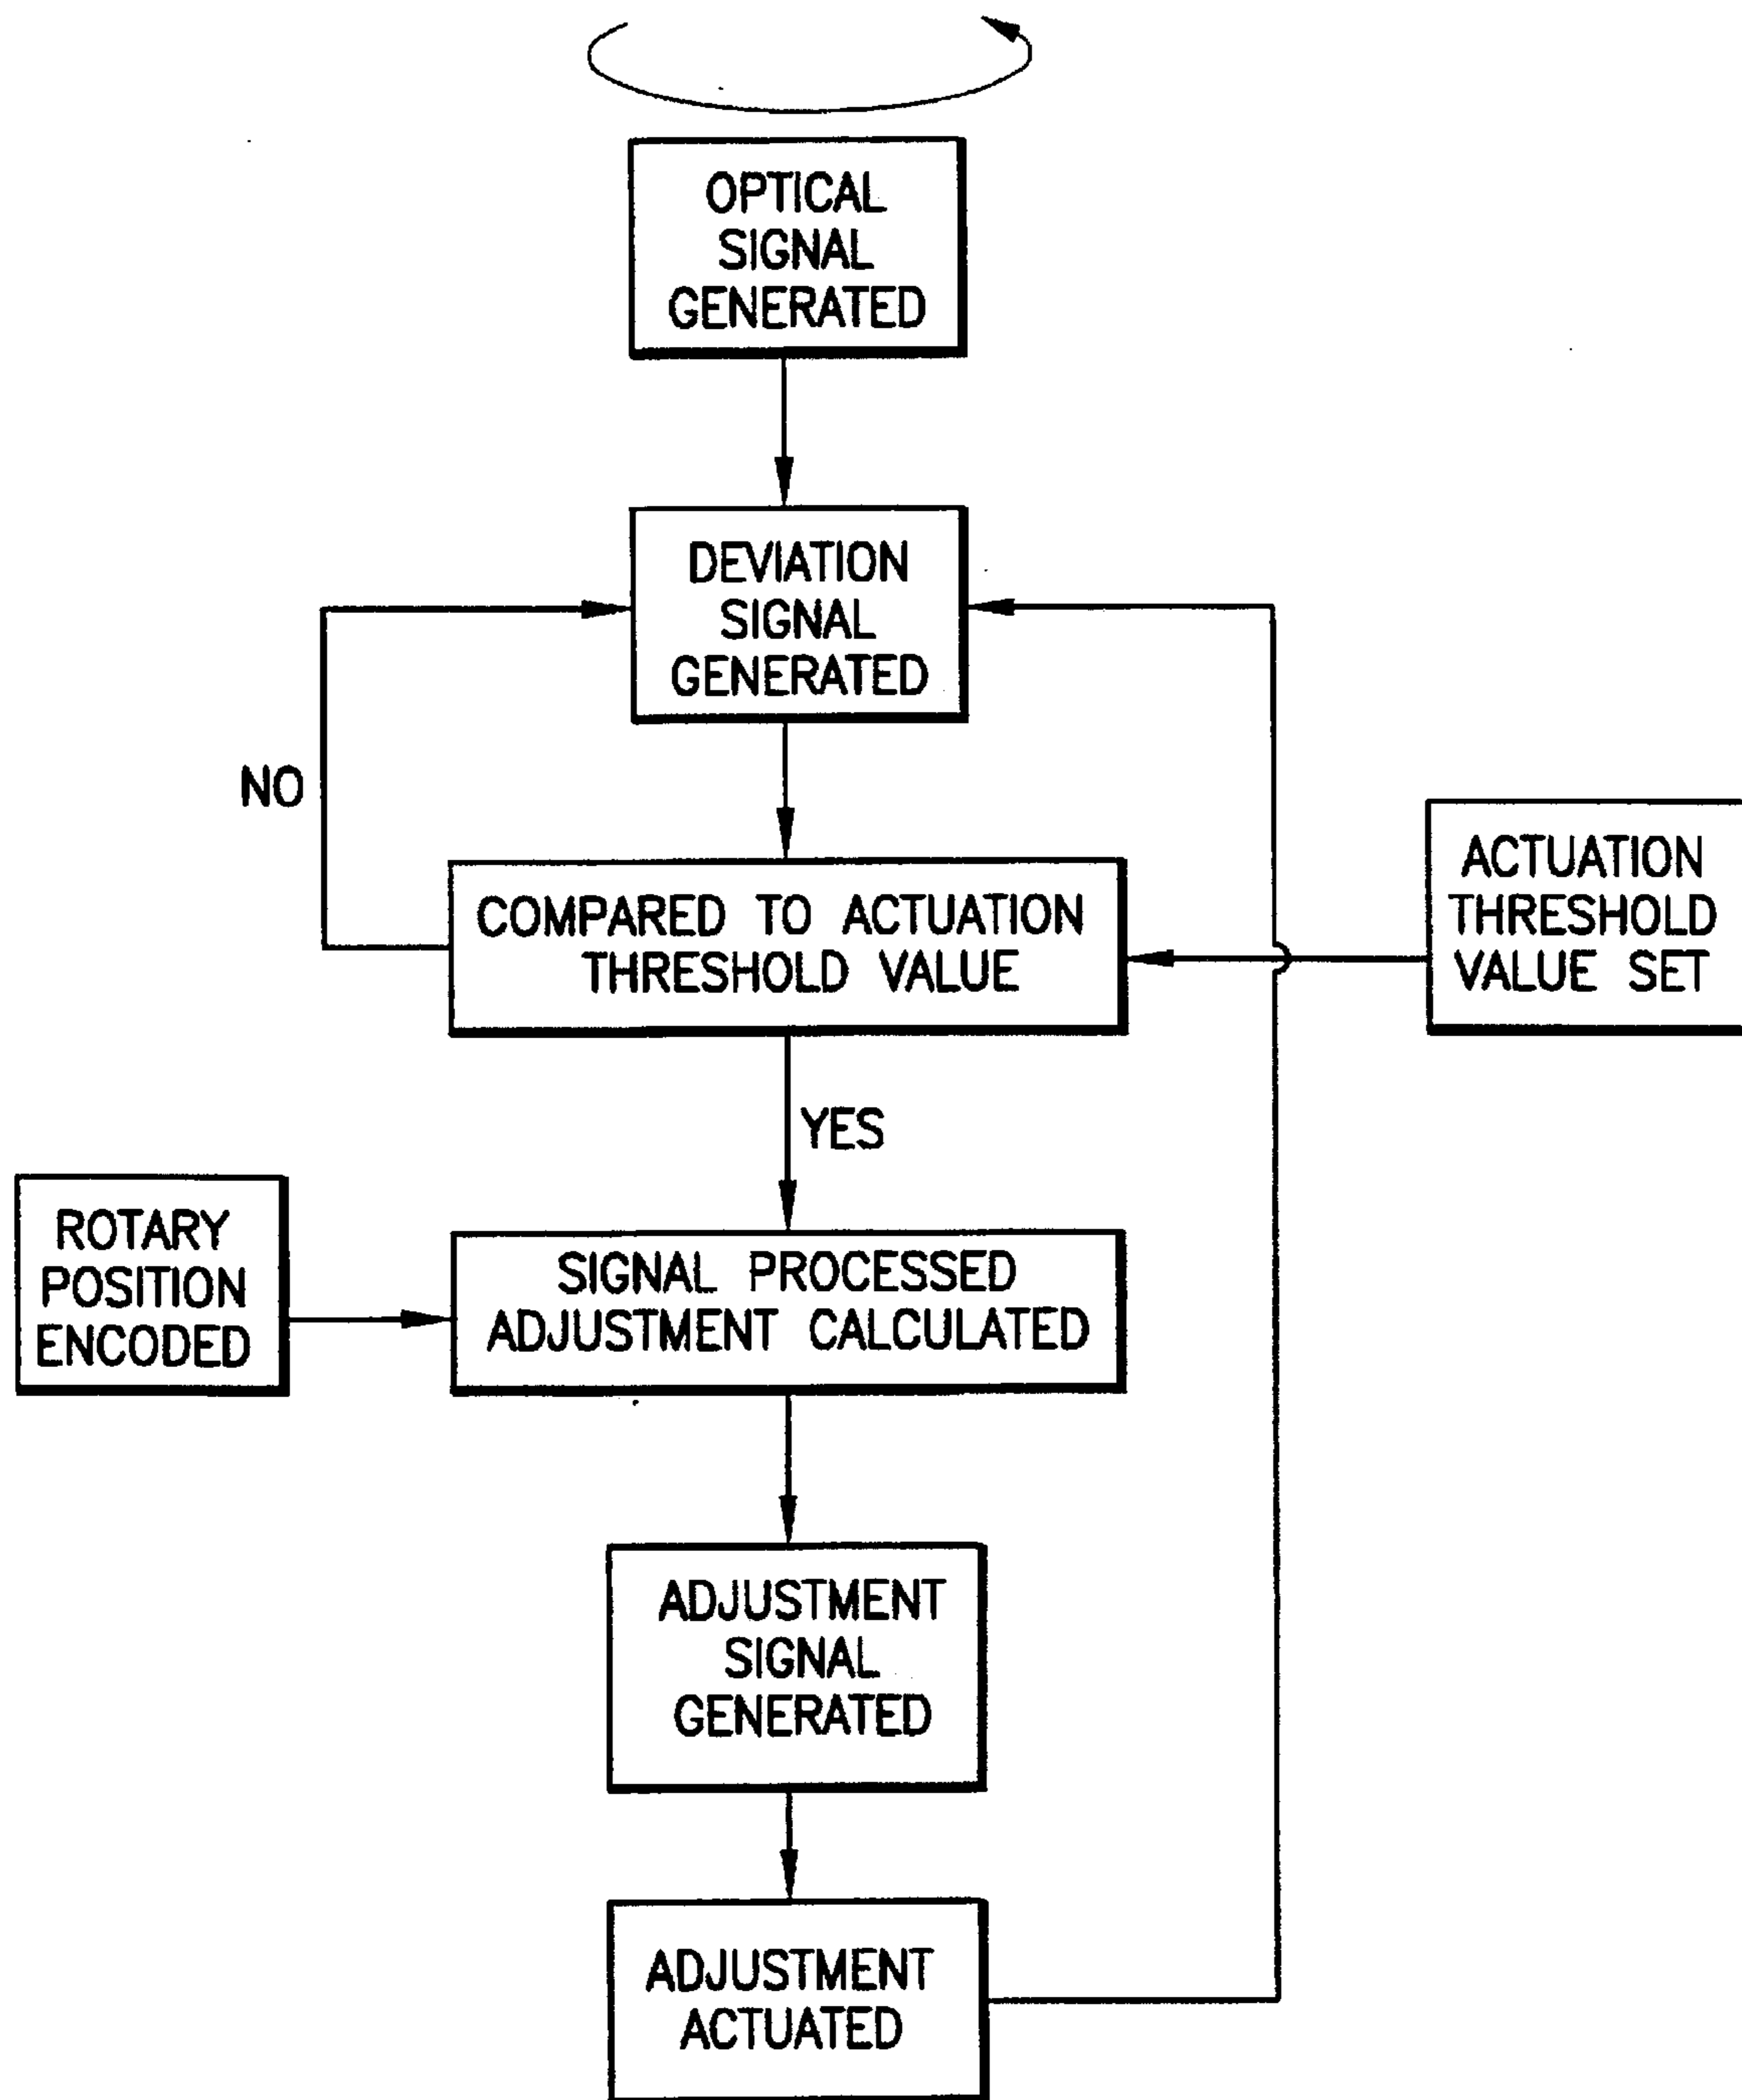 OPTICAL
SIGNAL
GENERATED
DEVIATION
SIGNAL
GENERATED
NO
COMPARED TO ACTUATION
THRESHOLD VALUE
ACTUATION
THRESHOLD
VALUE SET
YES
ROTARY
POSITION
ENCODED
SIGNAL PROCESSED
ADJUSTMENT CALCULATED
ADJUSTMENT
SIGNAL
GENERATED
ADJUSTMENT
ACTUATED